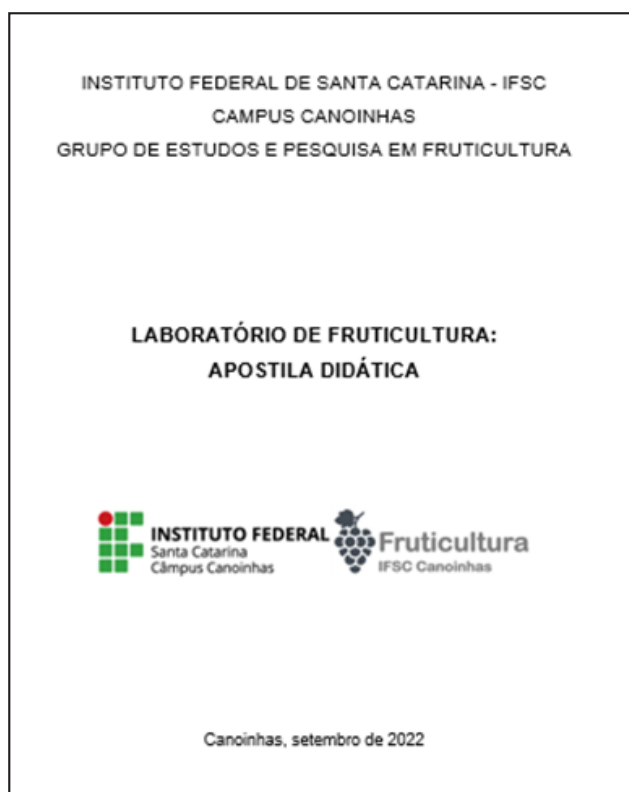 INSTITUTO FEDERAL DE SANTA CATARINA - IFSC
CAMPUS CANOINHAS
GRUPO DE ESTUDOS E PESQUISA EM FRUTICULTURA
LABORATÓRIO DE FRUTICULTURA:
APOSTILA DIDÁTICA
INSTITUTO FEDERAL
Santa Catarina
Câmpus Canoinhas
Fruticultura
IFSC Canoinhas
Canoinhas, setembro de 2022